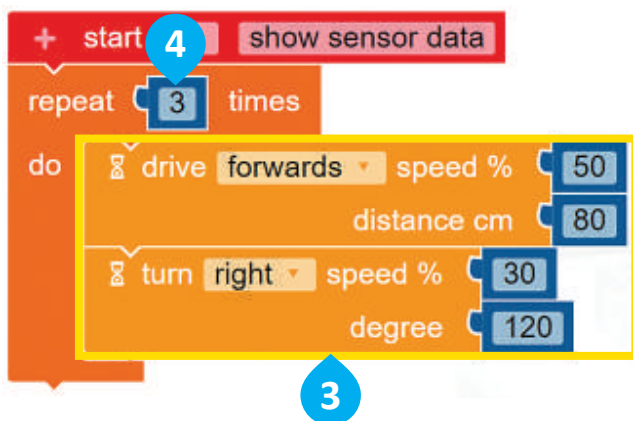 + start show sensor data
4
repeat 3 times
do drive forwards speed % 50
distance cm 80
turn right speed % 30
degree 120
3